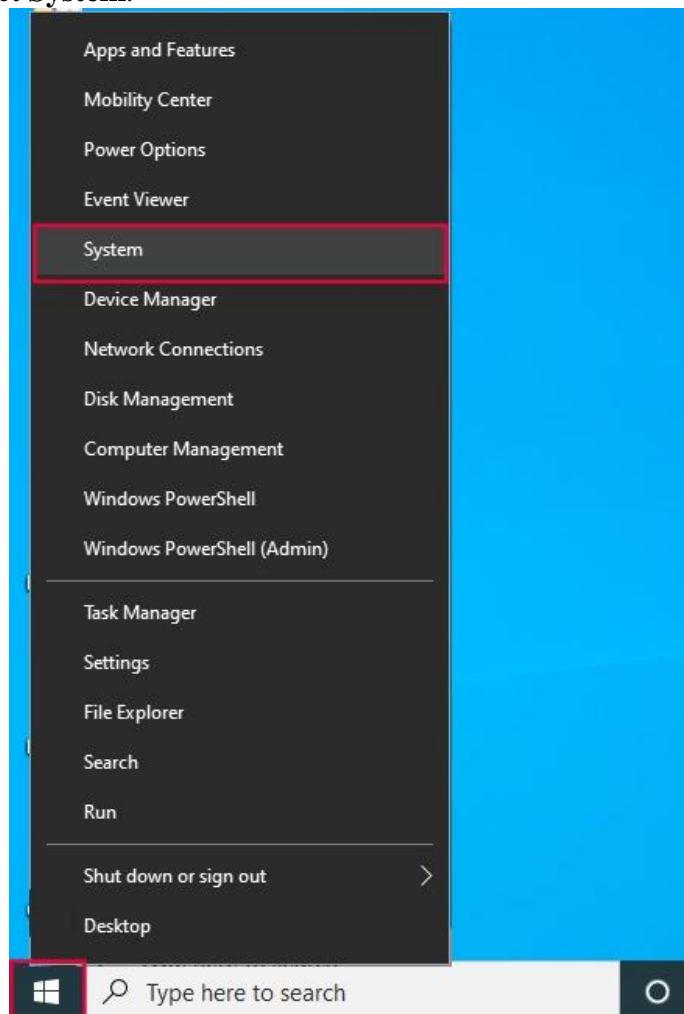 System.
Apps and Features
Mobility Center
Power Options
Event Viewer
System
Device Manager
Network Connections
Disk Management
Computer Management
Windows PowerShell
Windows PowerShell (Admin)
Task Manager
Settings
File Explorer
Search
Run
Shut down or sign out
Desktop
Type here to search